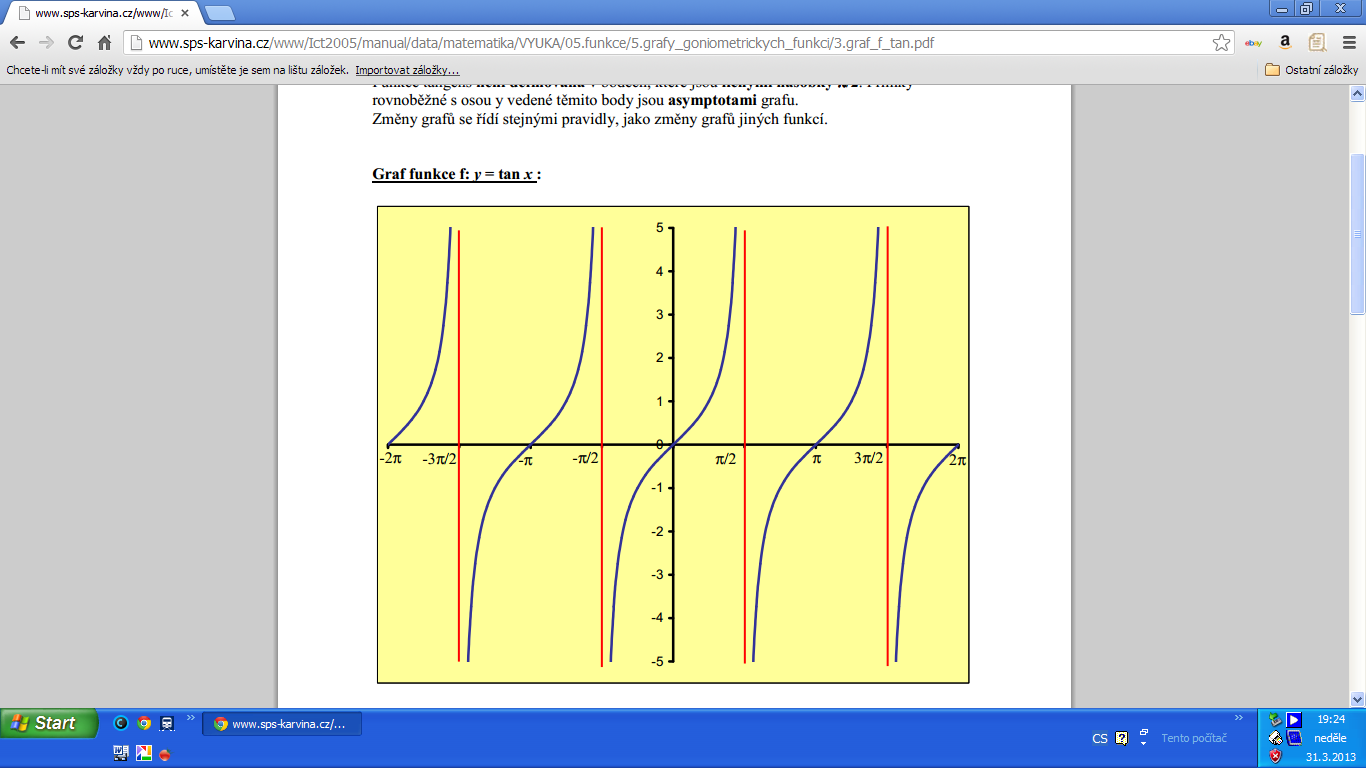 www.sps-karvina.cz/www/Ic
www.sps-karvina.cz/www/Ict2005/manual/data/matematika/VYUKA/05.funkce/5.grafy_goniometrickych_funkci/3.graf_f_tan.pdf
ebay
a
Chcete-li mít své záložky vždy po ruce, umístěte je sem na lištu záložek. Importovat záložky...
Ostatní záložky
rovnoběžné s osou y vedené těmito body jsou asymptotami grafu.
Změny grafů se řídí stejnými pravidly, jako změny grafů jiných funkcí.
Graf funkce f: y = tan x :
5
4
3
2
1
0
-2π -3π/2 -π -π/2 π/2 π 3π/2 2π
-1
-2
-3
-4
-5
Start
www.sps-karvina.cz/...
CS
Tento počítač
19:24
neděle
31.3.2013